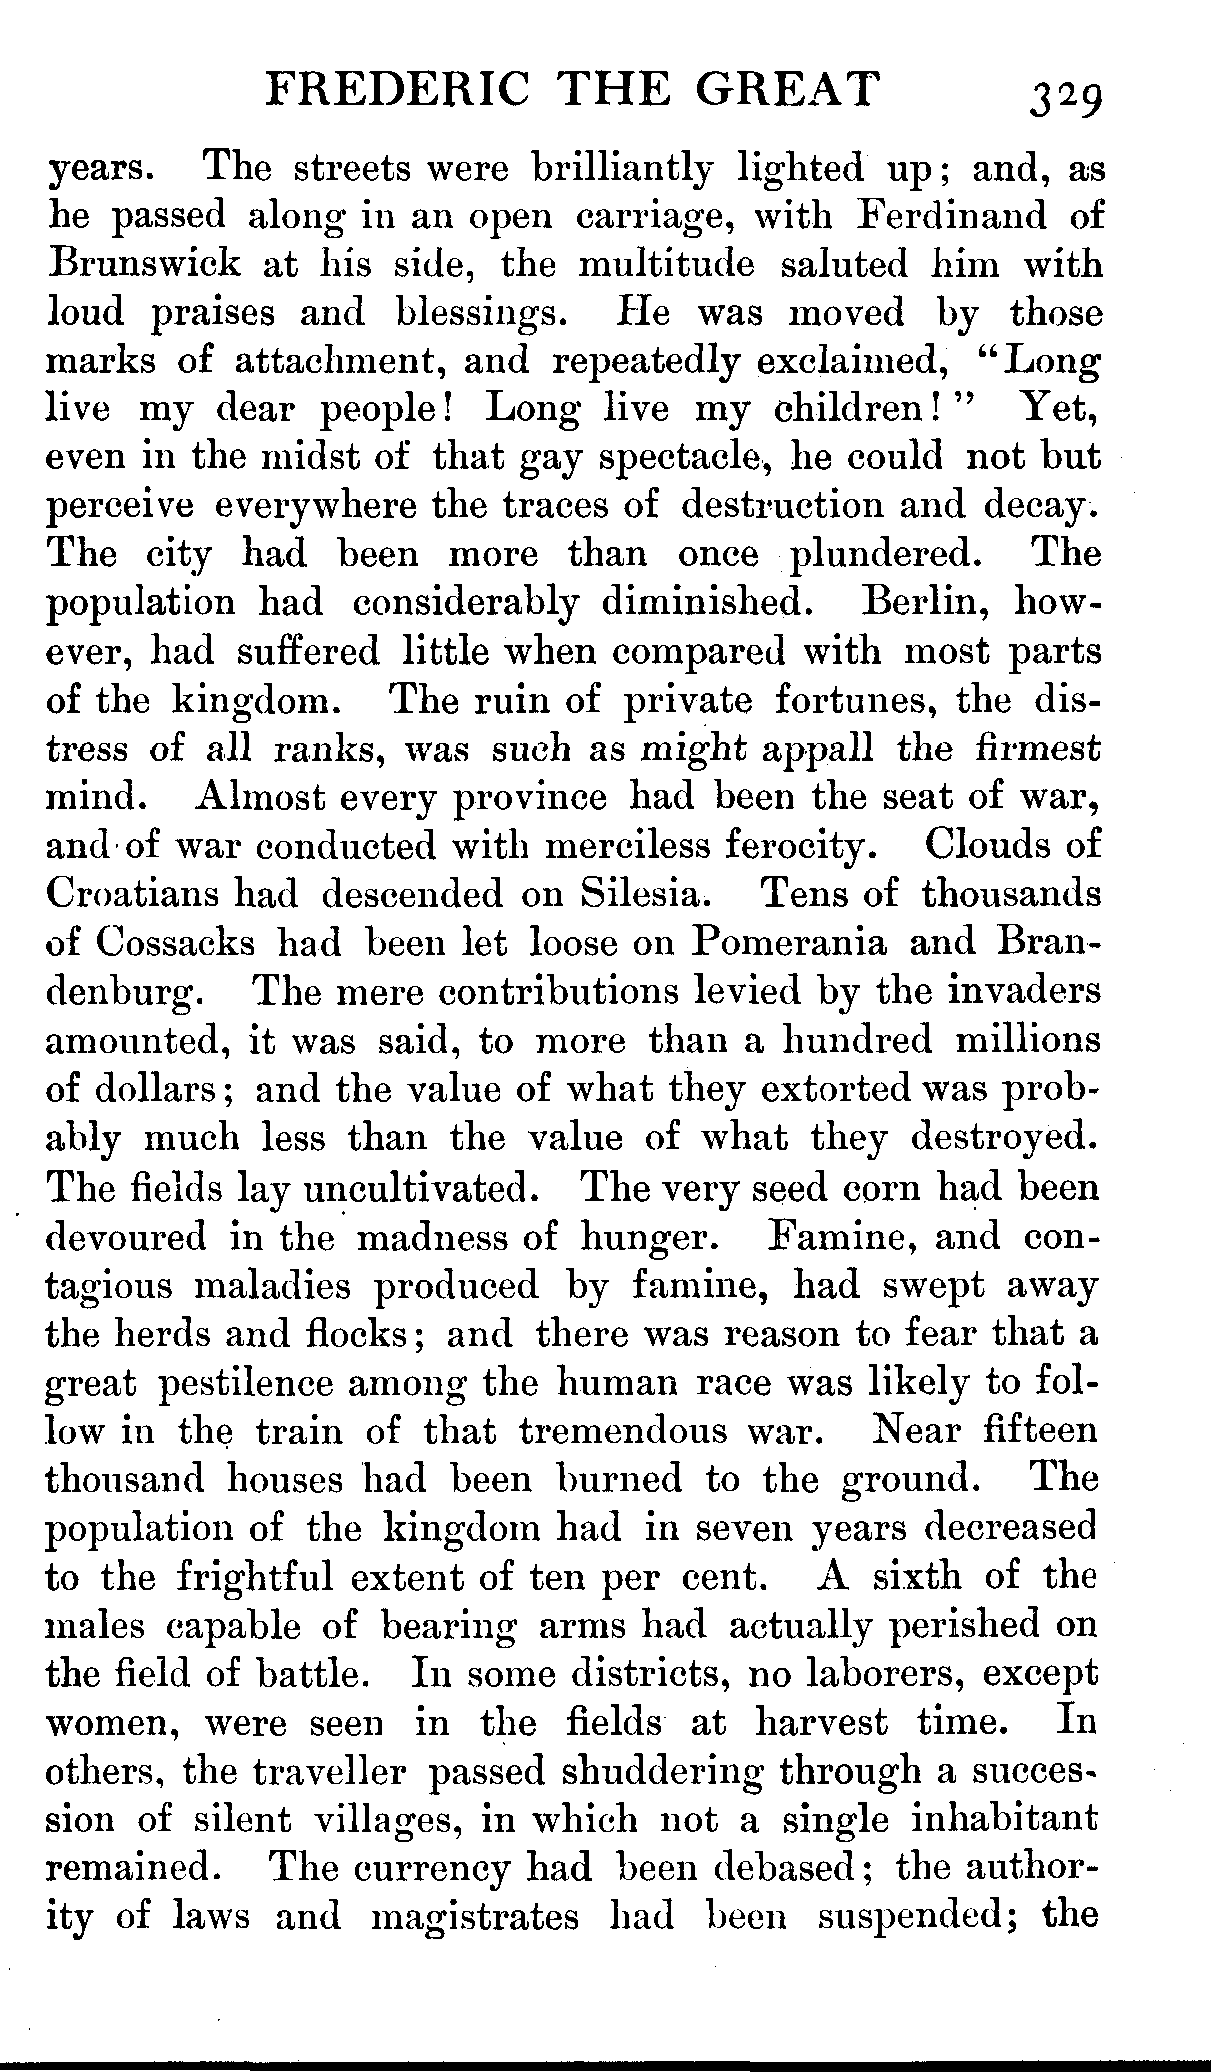 FREDERIC THE GREAT 329
years. The streets were brilliantly lighted up; and, as
he passed along in an open carriage, with Ferdinand of
Brunswick at his side, the multitude saluted him with
loud praises and blessings. He was moved by those
marks of attachment, and repeatedly exclaimed, “Long
live my dear people! Long live my children!” Yet,
even in the midst of that gay spectacle, he could not but
perceive everywhere the traces of destruction and decay.
The city had been more than once plundered. The
population had considerably diminished. Berlin, how-
ever, had suffered little when compared with most parts
of the kingdom. The ruin of private fortunes, the dis-
tress of all ranks, was such as might appall the firmest
mind. Almost every province had been the seat of war,
and of war conducted with merciless ferocity. Clouds of
Croatians had descended on Silesia. Tens of thousands
of Cossacks had been let loose on Pomerania and Bran-
denburg. The mere contributions levied by the invaders
amounted, it was said, to more than a hundred millions
of dollars; and the value of what they extorted was prob-
ably much less than the value of what they destroyed.
The fields lay uncultivated. The very seed corn had been
devoured in the madness of hunger. Famine, and con-
tagious maladies produced by famine, had swept away
the herds and flocks; and there was reason to fear that a
great pestilence among the human race was likely to fol-
low in the train of that tremendous war. Near fifteen
thousand houses had been burned to the ground. The
population of the kingdom had in seven years decreased
to the frightful extent of ten per cent. A sixth of the
males capable of bearing arms had actually perished on
the field of battle. In some districts, no laborers, except
women, were seen in the fields at harvest time. In
others, the traveller passed shuddering through a succes-
sion of silent villages, in which not a single inhabitant
remained. The currency had been debased; the author-
ity of laws and magistrates had been suspended; the